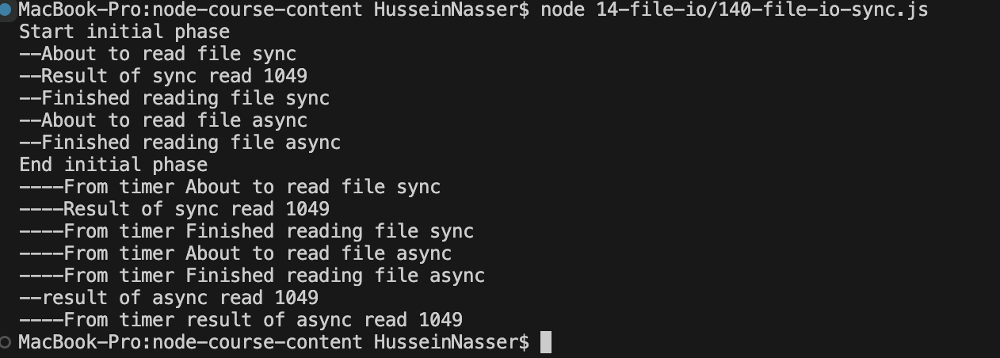 MacBook-Pro:node-course-content HusseinNasser$ node 14-file-io/140-file-io-sync.js
Start initial phase
--About to read file sync
--Result of sync read 1049
--Finished reading file sync
--About to read file async
--Finished reading file async
End initial phase
----From timer About to read file sync
----Result of sync read 1049
----From timer Finished reading file sync
----From timer About to read file async
----From timer Finished reading file async
--result of async read 1049
----From timer result of async read 1049
MacBook-Pro:node-course-content HusseinNasser$